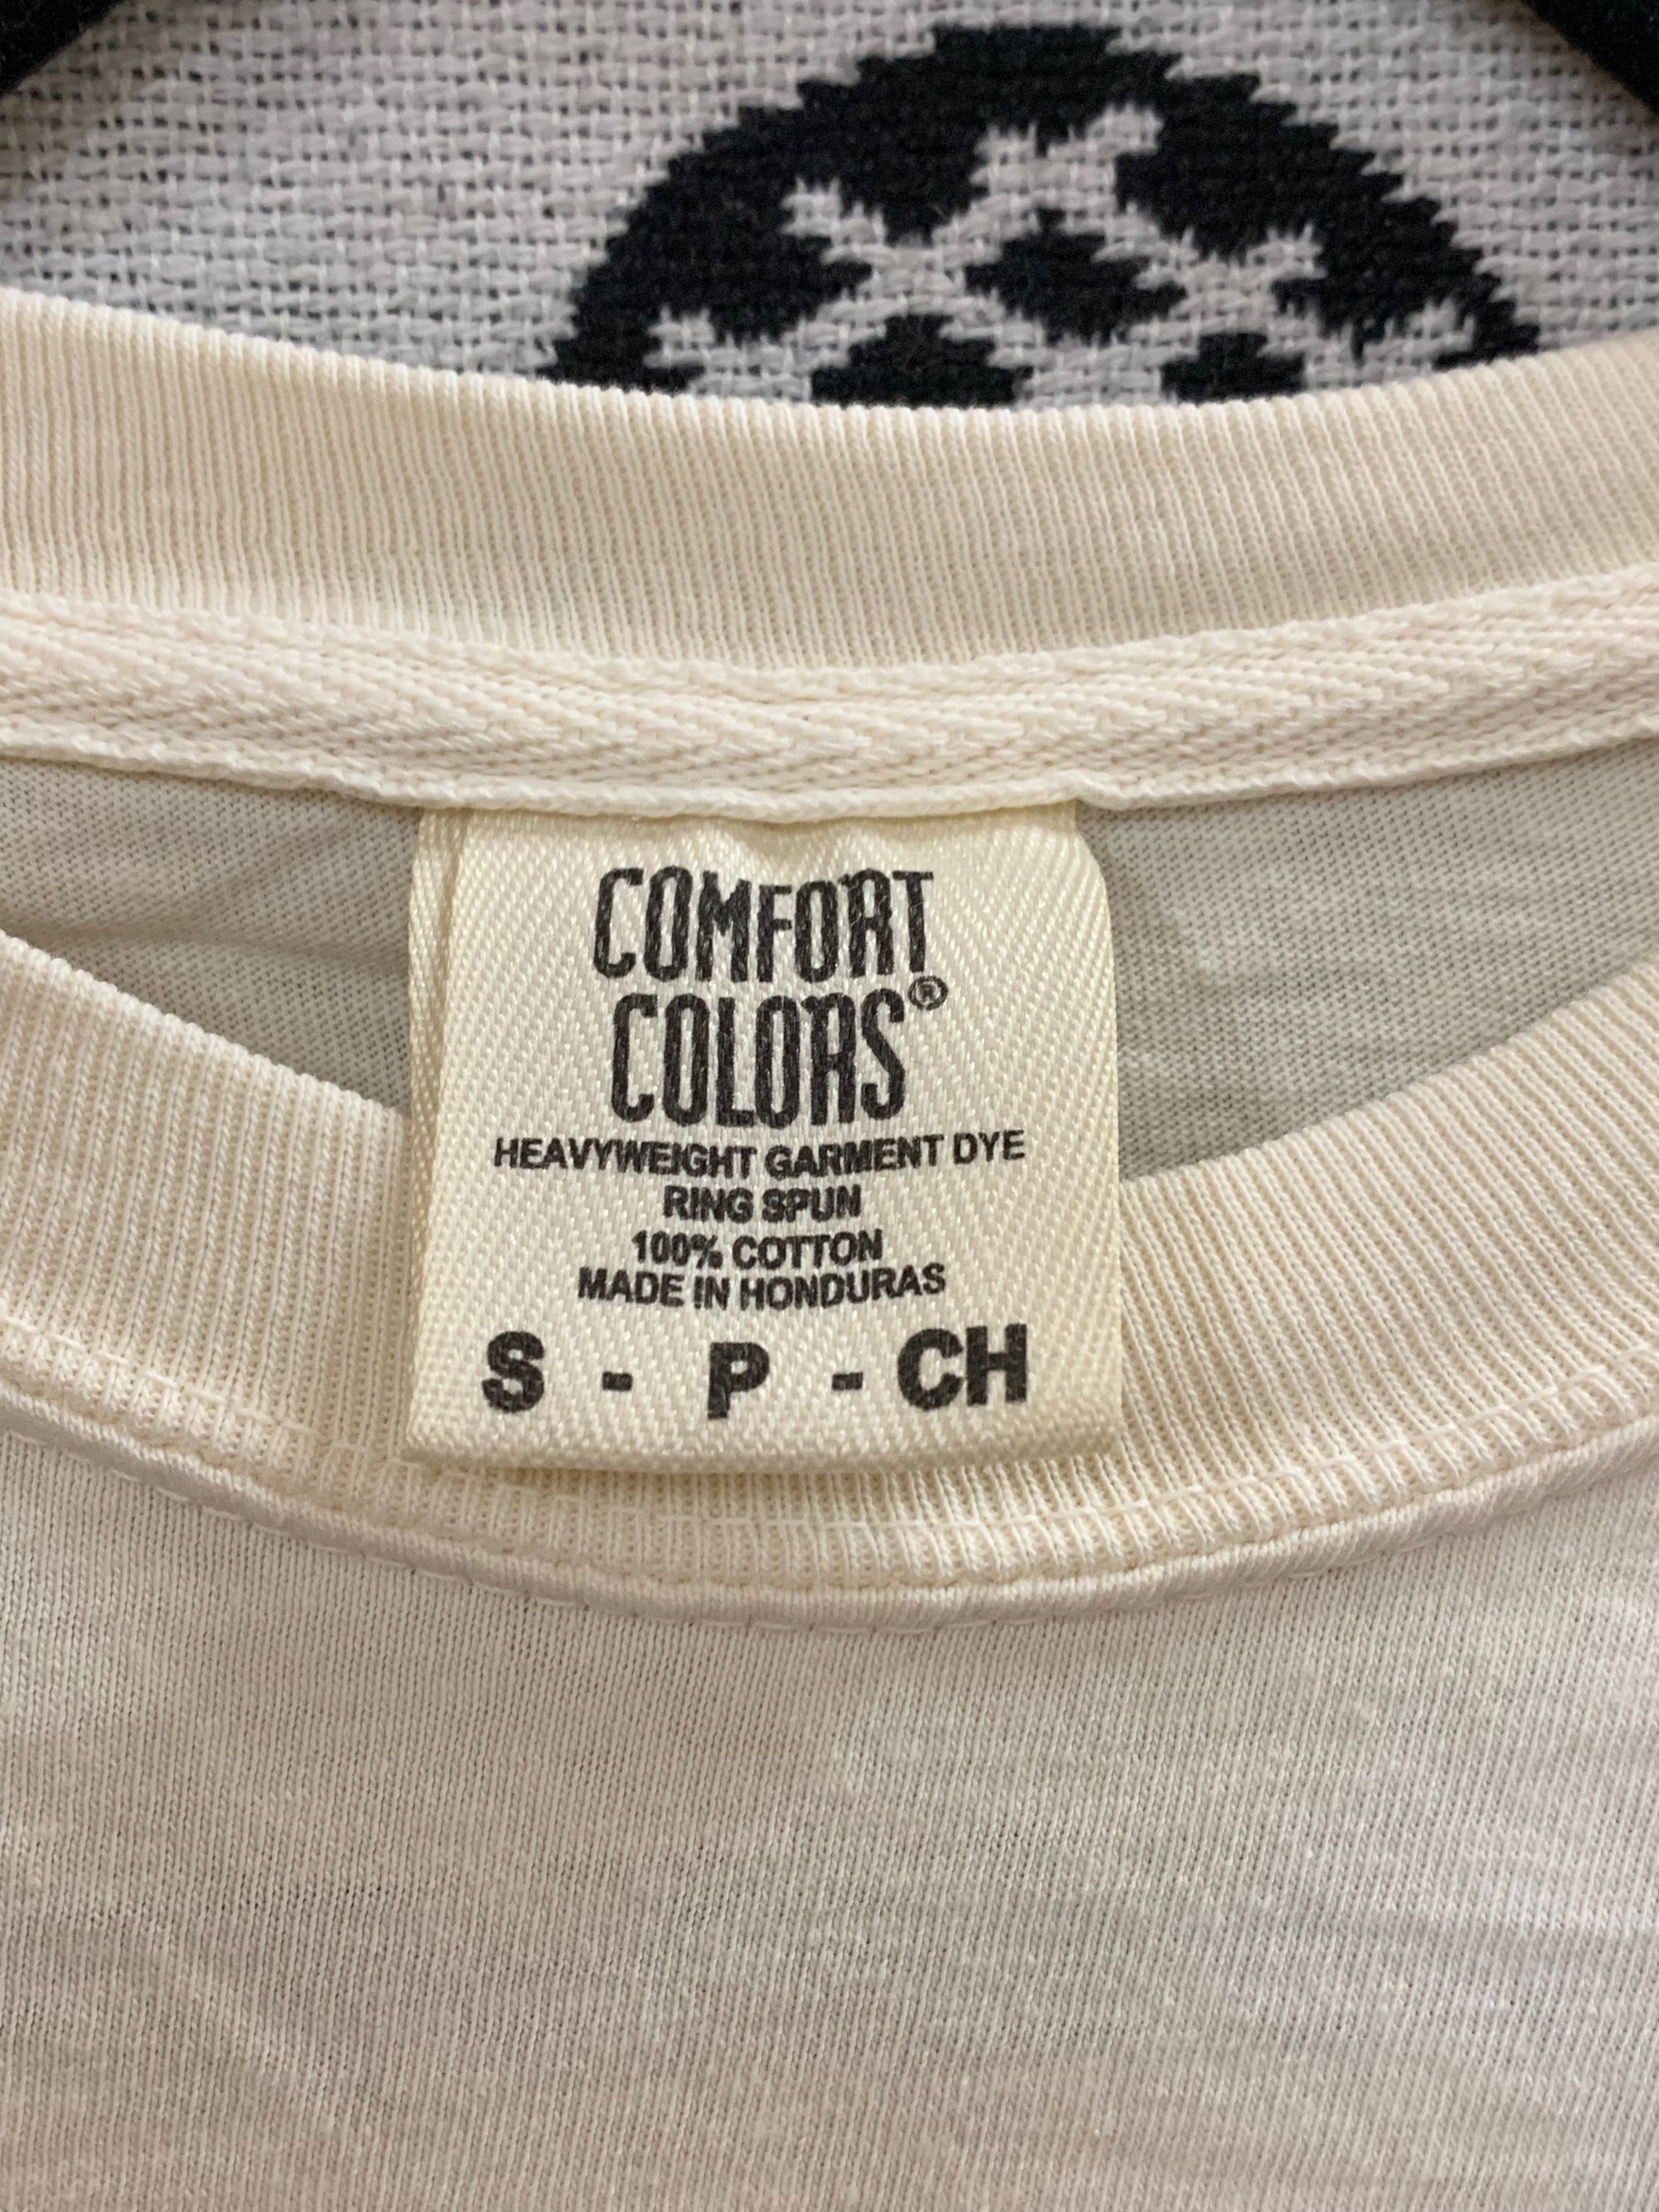 COMFORT
COLORS®
HEAVYWEIGHT GARMENT DYE
RING SPUN
100% COTTON
MADE IN HONDURAS
S - P - CH